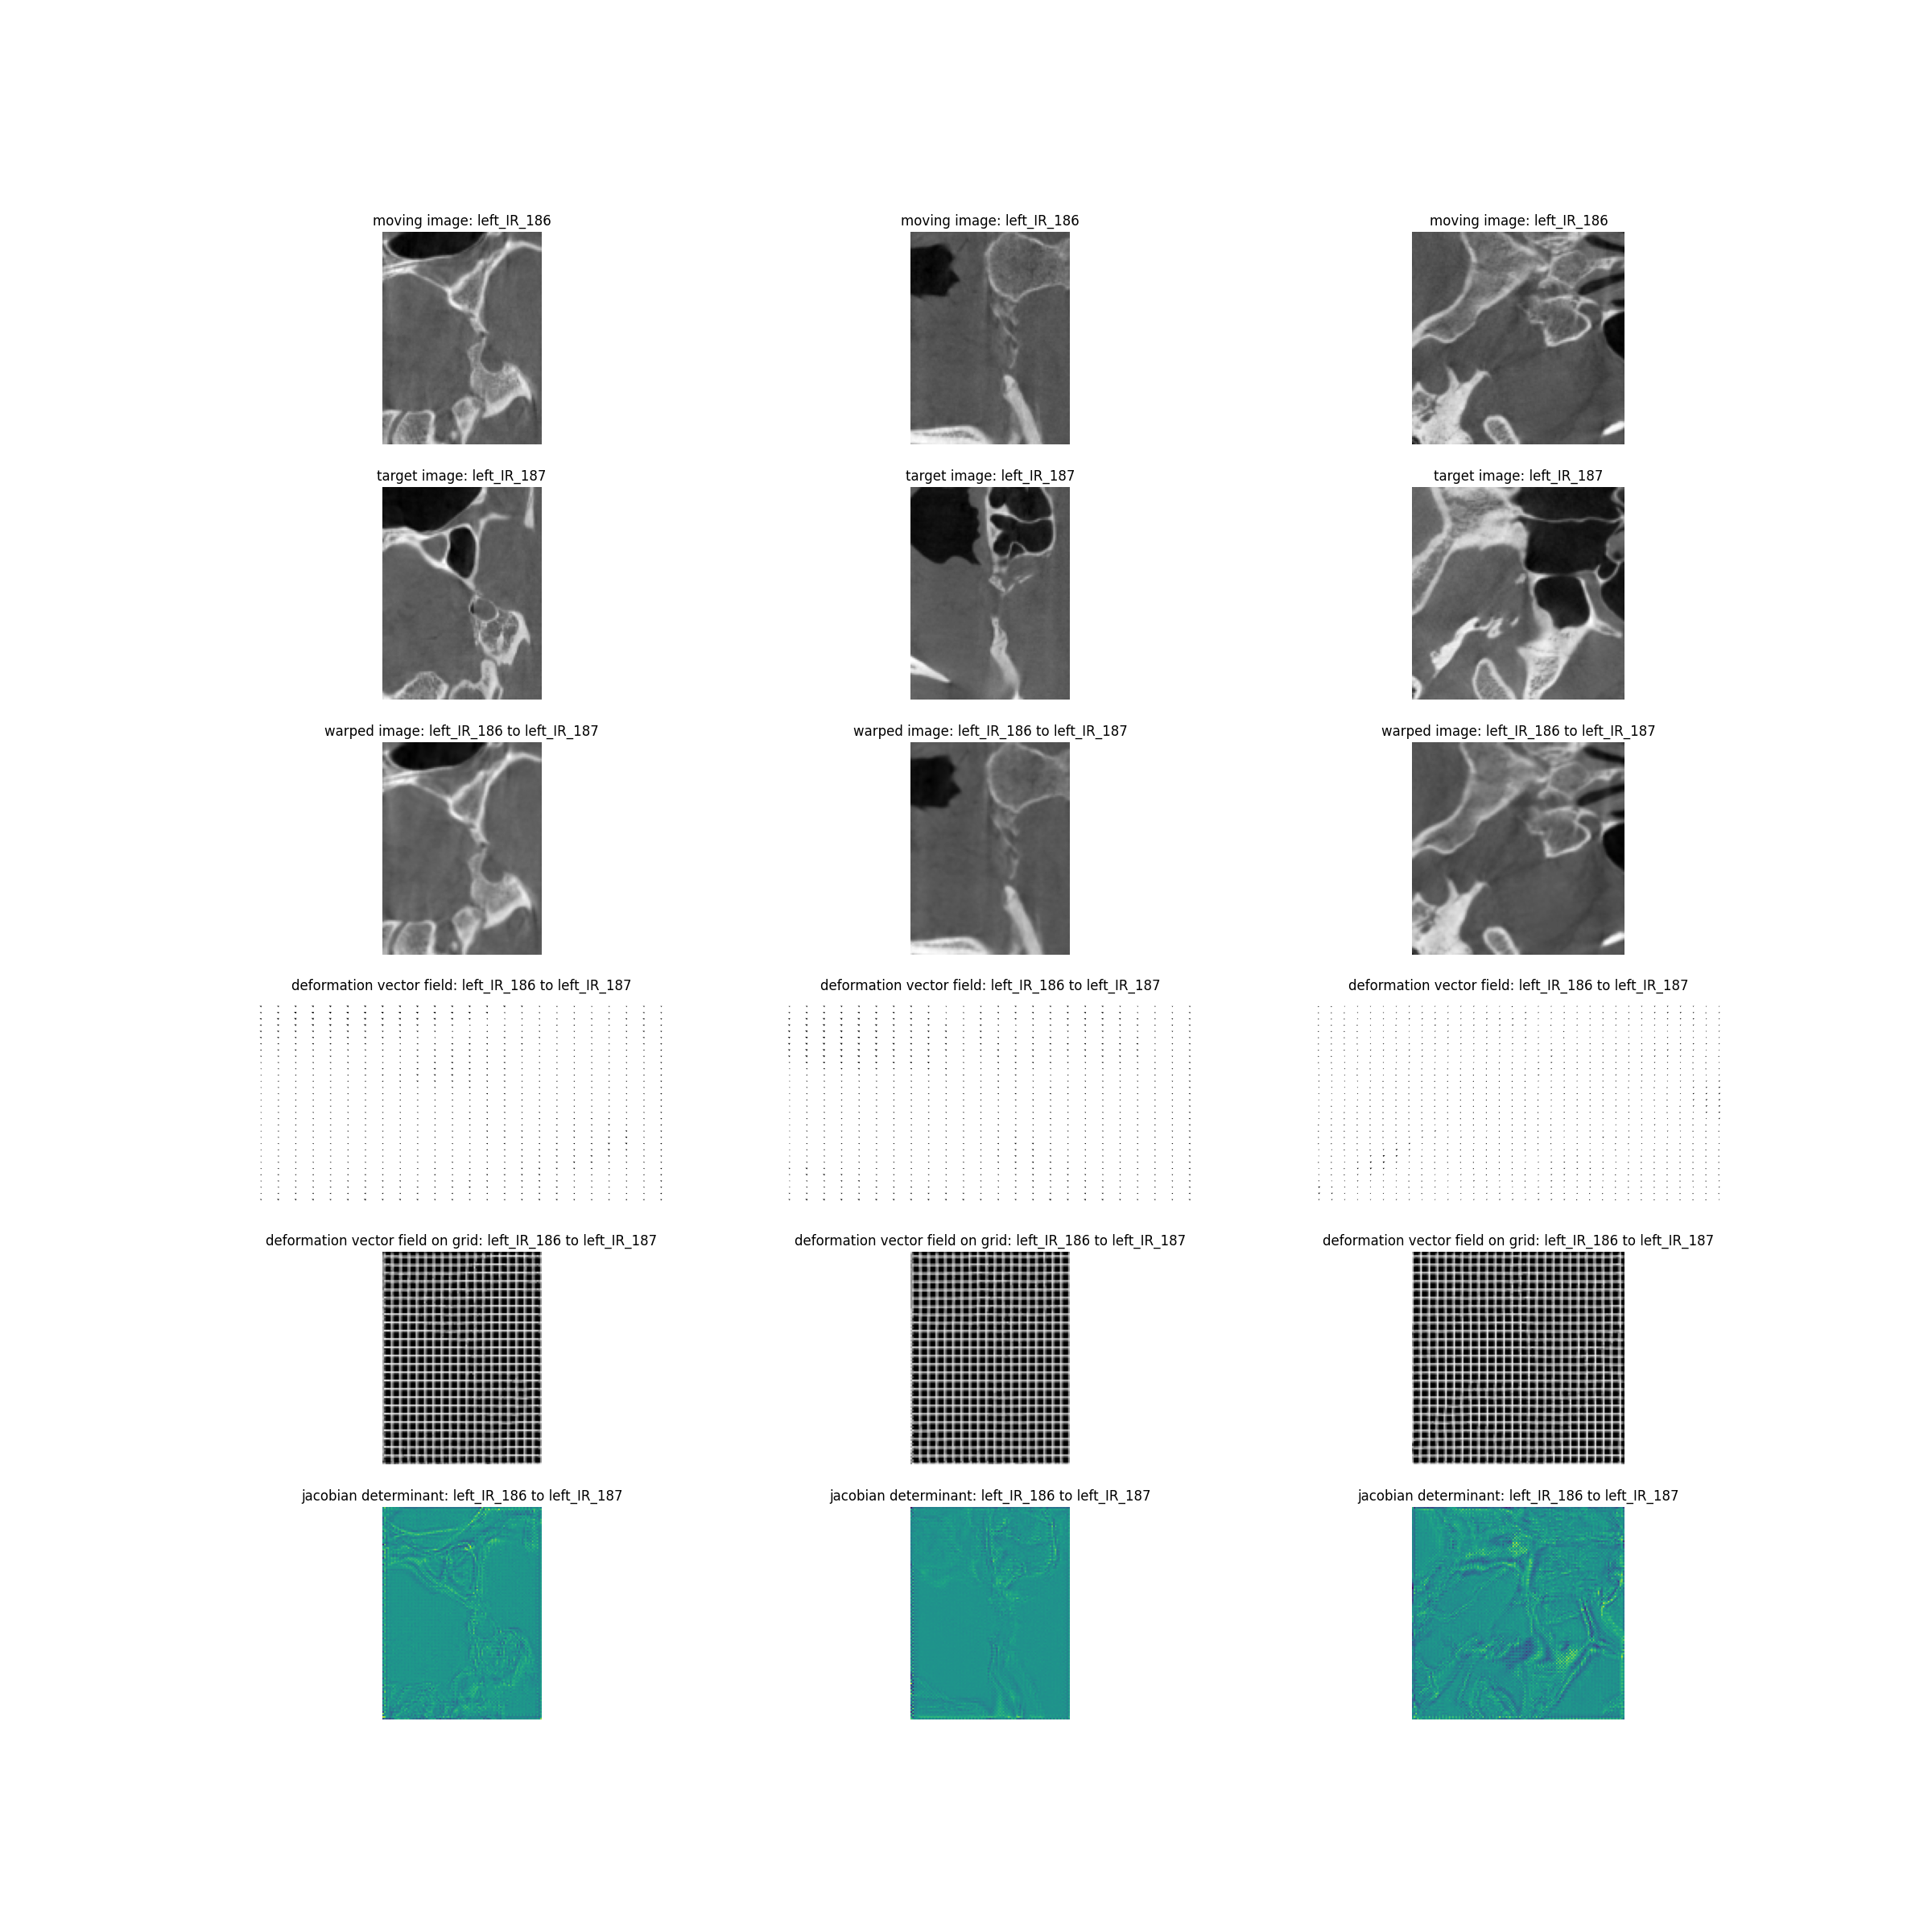 moving image: left_IR_186
moving image: left_IR_186
moving image: left_IR_186
target image: left_IR_187
target image: left_IR_187
target image: left_IR_187
warped image: left_IR_186 to left_IR_187
warped image: left_IR_186 to left_IR_187
warped image: left_IR_186 to left_IR_187
deformation vector field: left_IR_186 to left_IR_187
deformation vector field: left_IR_186 to left_IR_187
deformation vector field: left_IR_186 to left_IR_187
deformation vector field on grid: left_IR_186 to left_IR_187
deformation vector field on grid: left_IR_186 to left_IR_187
deformation vector field on grid: left_IR_186 to left_IR_187
jacobian determinant: left_IR_186 to left_IR_187
jacobian determinant: left_IR_186 to left_IR_187
jacobian determinant: left_IR_186 to left_IR_187